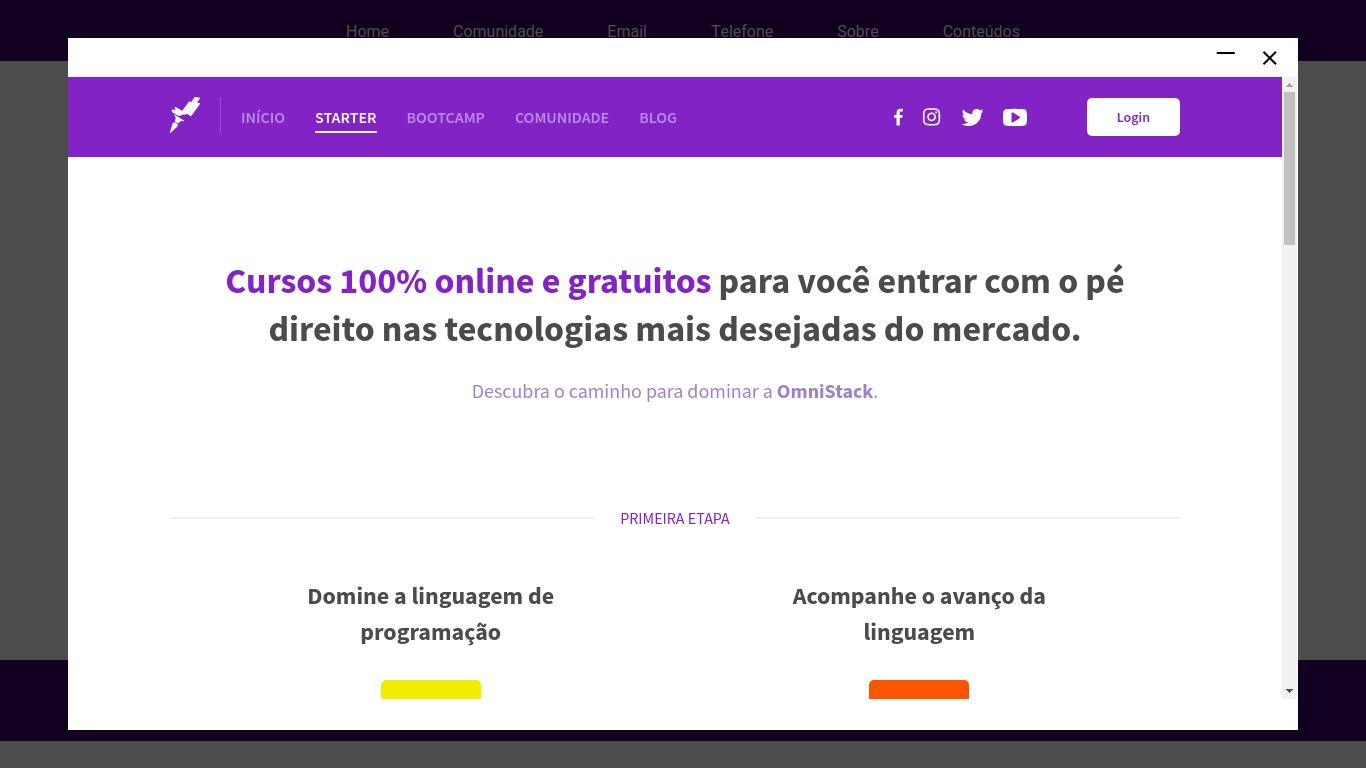 Home Comunidade Email Telefone Sobre Conteúdos
INÍCIO STARTER BOOTCAMP COMUNIDADE BLOG Login
Cursos 100% online e gratuitos para você entrar com o pé
direito nas tecnologias mais desejadas do mercado.
Descubra o caminho para dominar a OmniStack.
PRIMEIRA ETAPA
Domine a linguagem de
programação
Acompanhe o avanço da
linguagem